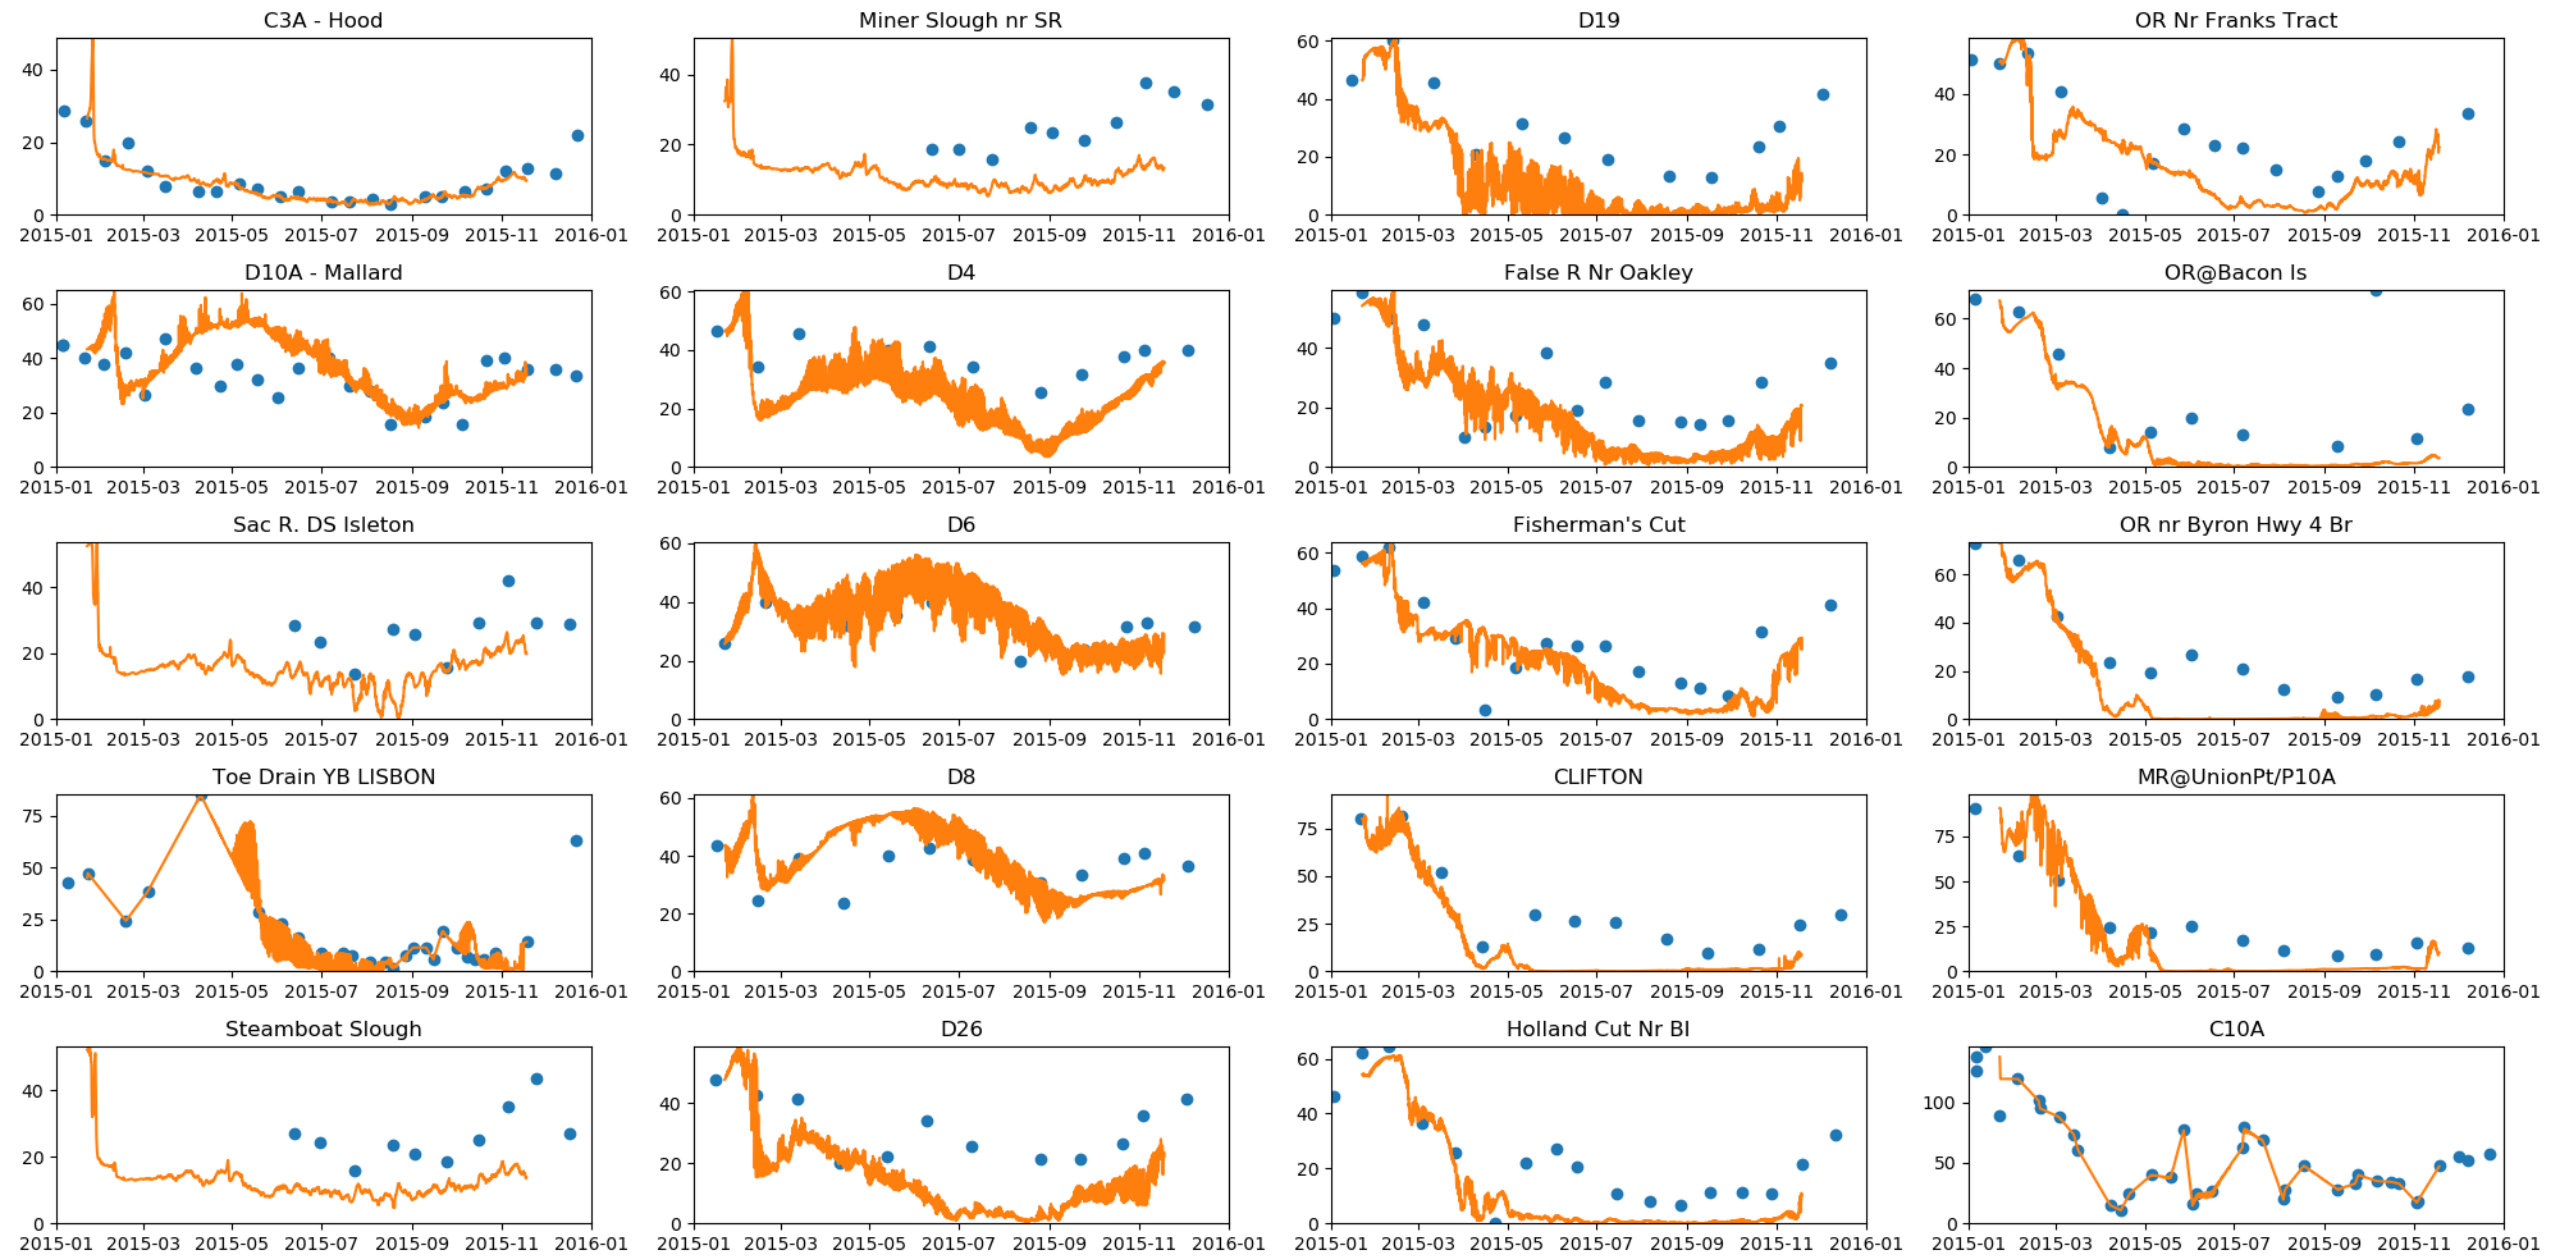 C3A - Hood
40
20
0
2015-01 2015-03 2015-05 2015-07 2015-09 2015-11 2016-01
Miner Slough nr SR
40
20
0
2015-01 2015-03 2015-05 2015-07 2015-09 2015-11 2016-01
D19
60
40
20
0
2015-01 2015-03 2015-05 2015-07 2015-09 2015-11 2016-01
OR Nr Franks Tract
40
20
0
2015-01 2015-03 2015-05 2015-07 2015-09 2015-11 2016-01
D10A - Mallard
60
40
20
0
2015-01 2015-03 2015-05 2015-07 2015-09 2015-11 2016-01
D4
60
40
20
0
2015-01 2015-03 2015-05 2015-07 2015-09 2015-11 2016-01
False R Nr Oakley
40
20
0
2015-01 2015-03 2015-05 2015-07 2015-09 2015-11 2016-01
OR@Bacon Is
60
40
20
0
2015-01 2015-03 2015-05 2015-07 2015-09 2015-11 2016-01
Sac R. DS Isleton
40
20
0
2015-01 2015-03 2015-05 2015-07 2015-09 2015-11 2016-01
D6
60
40
20
0
2015-01 2015-03 2015-05 2015-07 2015-09 2015-11 2016-01
Fisherman's Cut
60
40
20
0
2015-01 2015-03 2015-05 2015-07 2015-09 2015-11 2016-01
OR nr Byron Hwy 4 Br
60
40
20
0
2015-01 2015-03 2015-05 2015-07 2015-09 2015-11 2016-01
Toe Drain YB LISBON
75
50
25
0
2015-01 2015-03 2015-05 2015-07 2015-09 2015-11 2016-01
D8
60
40
20
0
2015-01 2015-03 2015-05 2015-07 2015-09 2015-11 2016-01
CLIFTON
75
50
25
0
2015-01 2015-03 2015-05 2015-07 2015-09 2015-11 2016-01
MR@UnionPt/P10A
75
50
25
0
2015-01 2015-03 2015-05 2015-07 2015-09 2015-11 2016-01
Steamboat Slough
40
20
0
2015-01 2015-03 2015-05 2015-07 2015-09 2015-11 2016-01
D26
40
20
0
2015-01 2015-03 2015-05 2015-07 2015-09 2015-11 2016-01
Holland Cut Nr BI
60
40
20
0
2015-01 2015-03 2015-05 2015-07 2015-09 2015-11 2016-01
C10A
100
50
0
2015-01 2015-03 2015-05 2015-07 2015-09 2015-11 2016-01